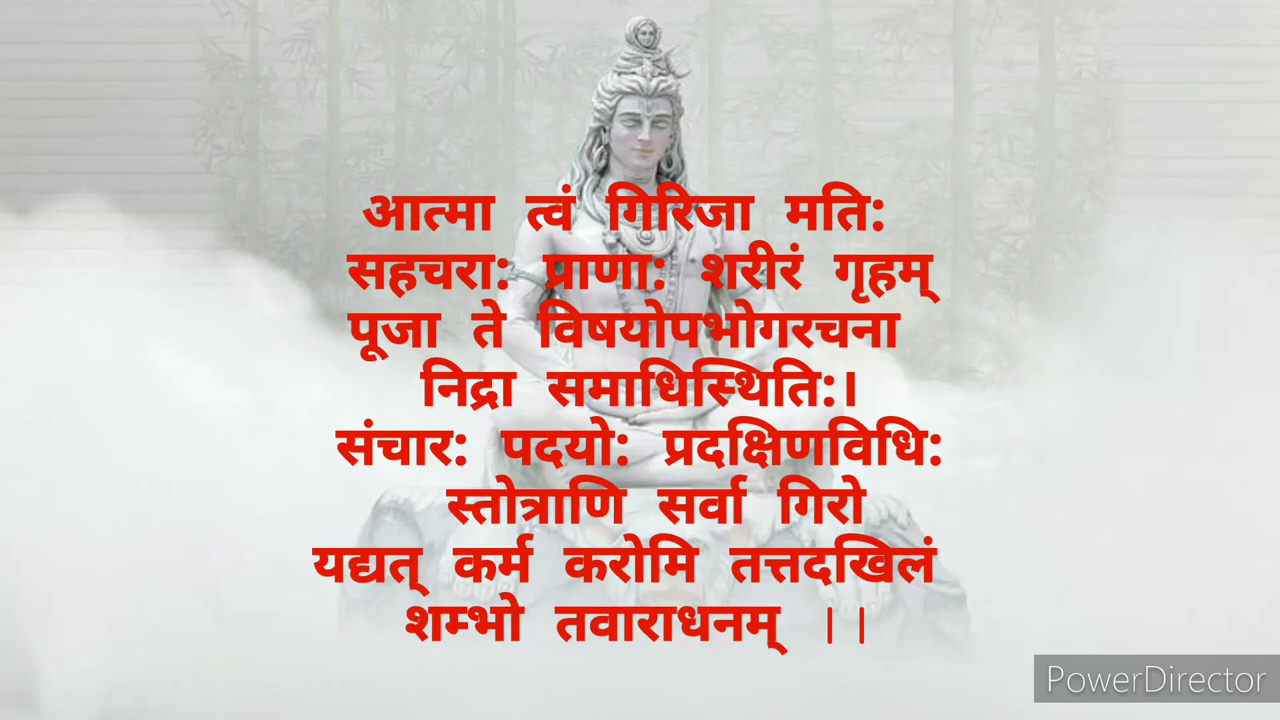 आत्मा त्वं गिरिजा मति:
सहचरा: प्राणा: शरीरं गृहम्
पूजा ते विषयोपभोगरचना
निद्रा समाधिस्थिति:।
संचार: पदयो: प्रदक्षिणविधि:
स्तोत्राणि सर्वा गिरो
यद्यत् कर्म करोमि तत्तदखिलं
शम्भो तवाराधनम् ।।
PowerDirector